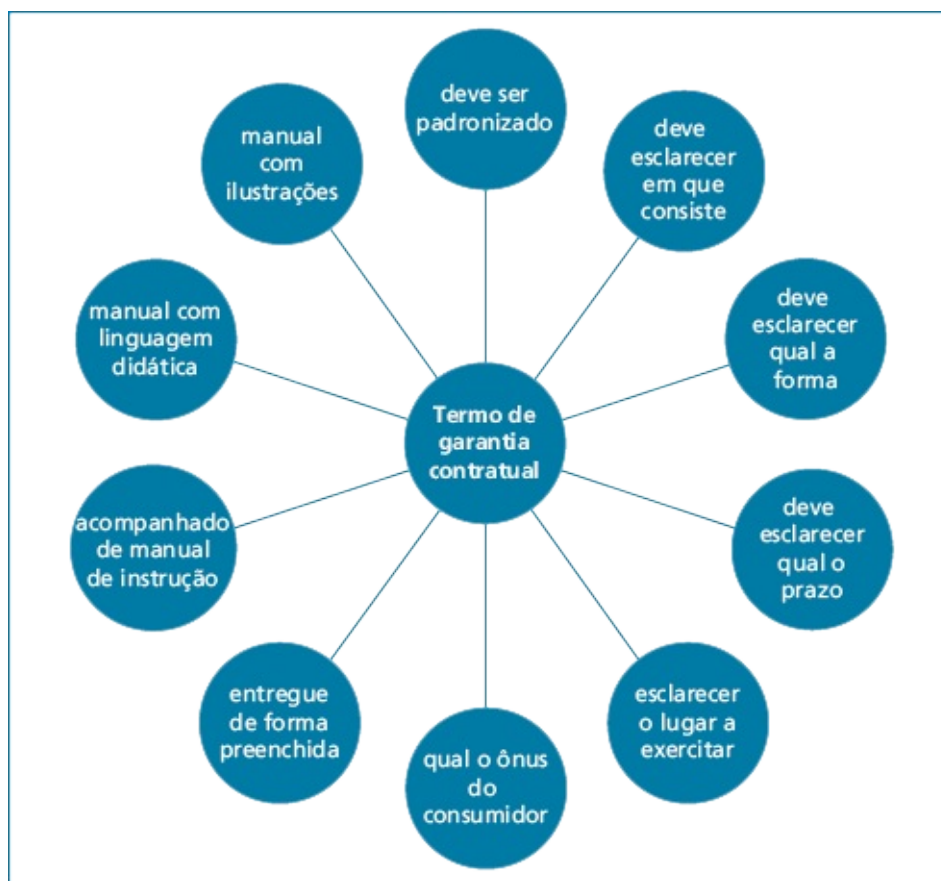 deve ser
padronizado
deve
esclarecer
em que
consiste
deve
esclarecer
qual a
forma
deve
esclarecer
qual o
prazo
esclarecer
o lugar a
exercitar
qual o ônus
do
consumidor
entregue
de forma
preenchida
acompanhado
de manual
de instrução
manual com
linguagem
didática
manual
com
ilustrações
Termo de
garantia
contratual